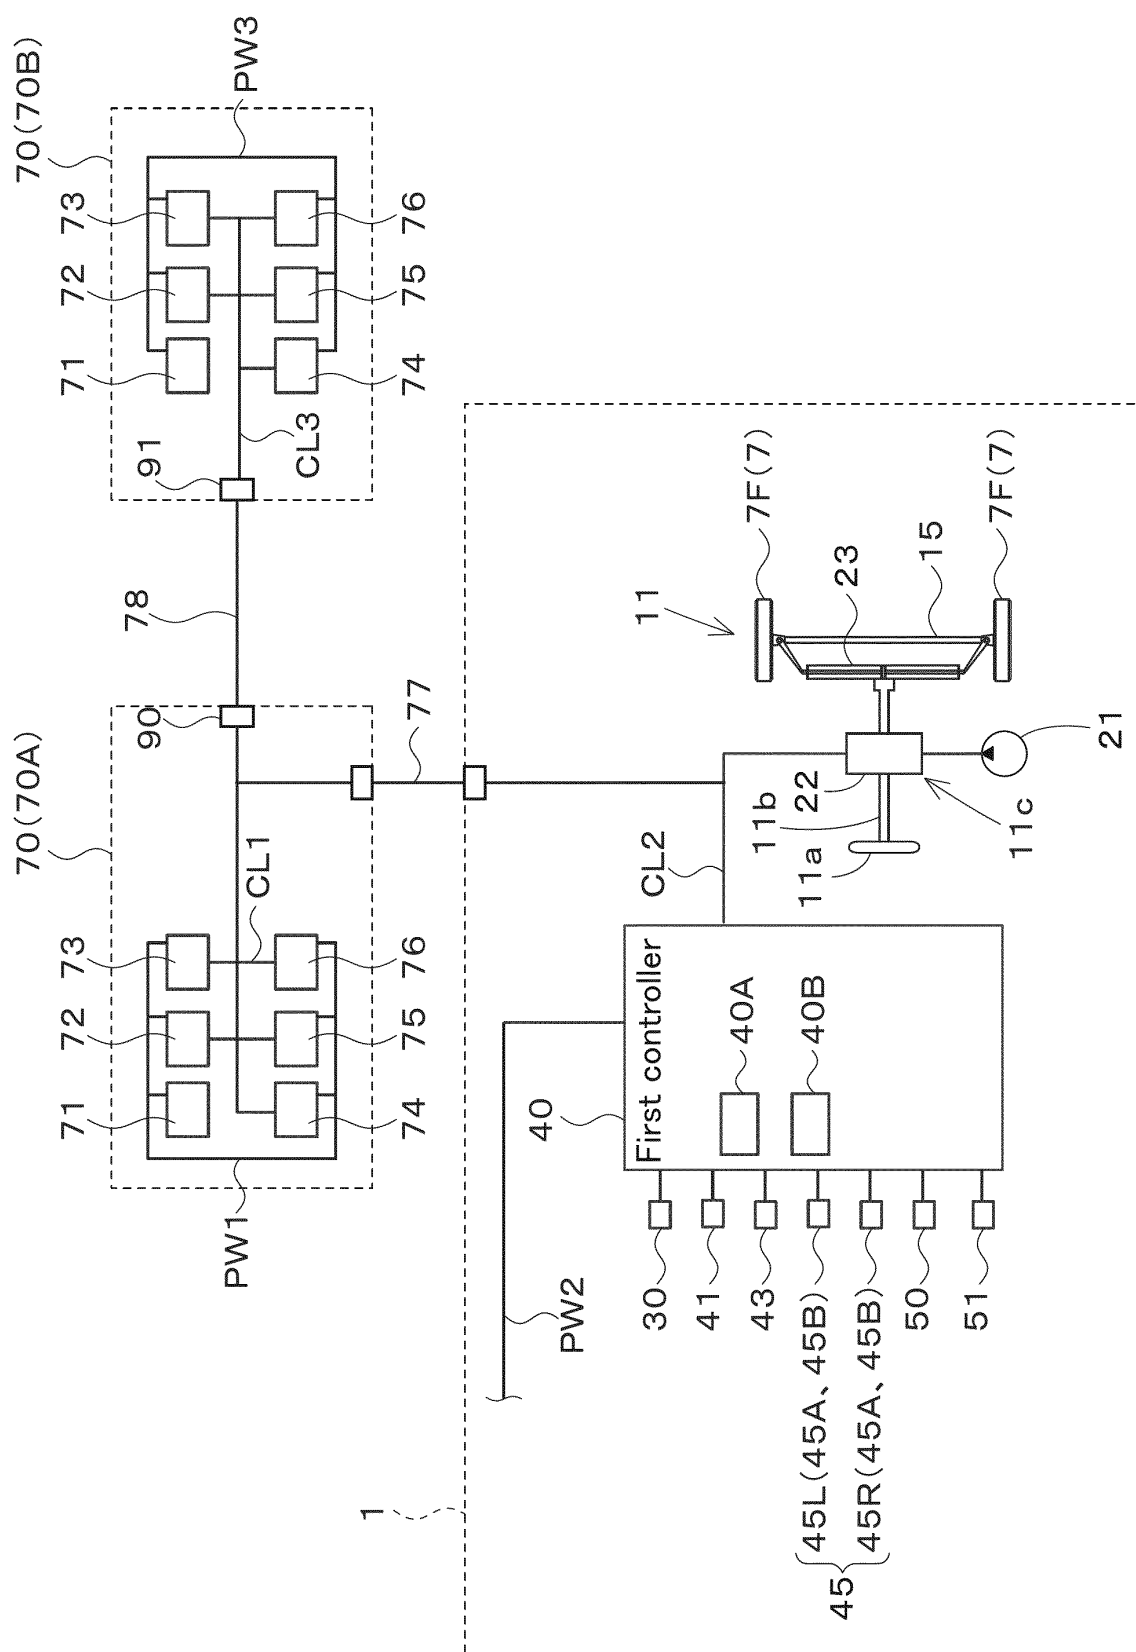 70(70A)
70(70B)
71
72
73
90
91
71
72
73
78
PW1
CL1
CL3
PW3
74
75
76
77
74
75
76
1
PW2
40
First controller
CL2
11
30
41
43
45L(45A、45B)
45R(45A、45B)
45
50
51
40A
40B
11b
11a
22
11c
21
23
15
7F(7)
7F(7)